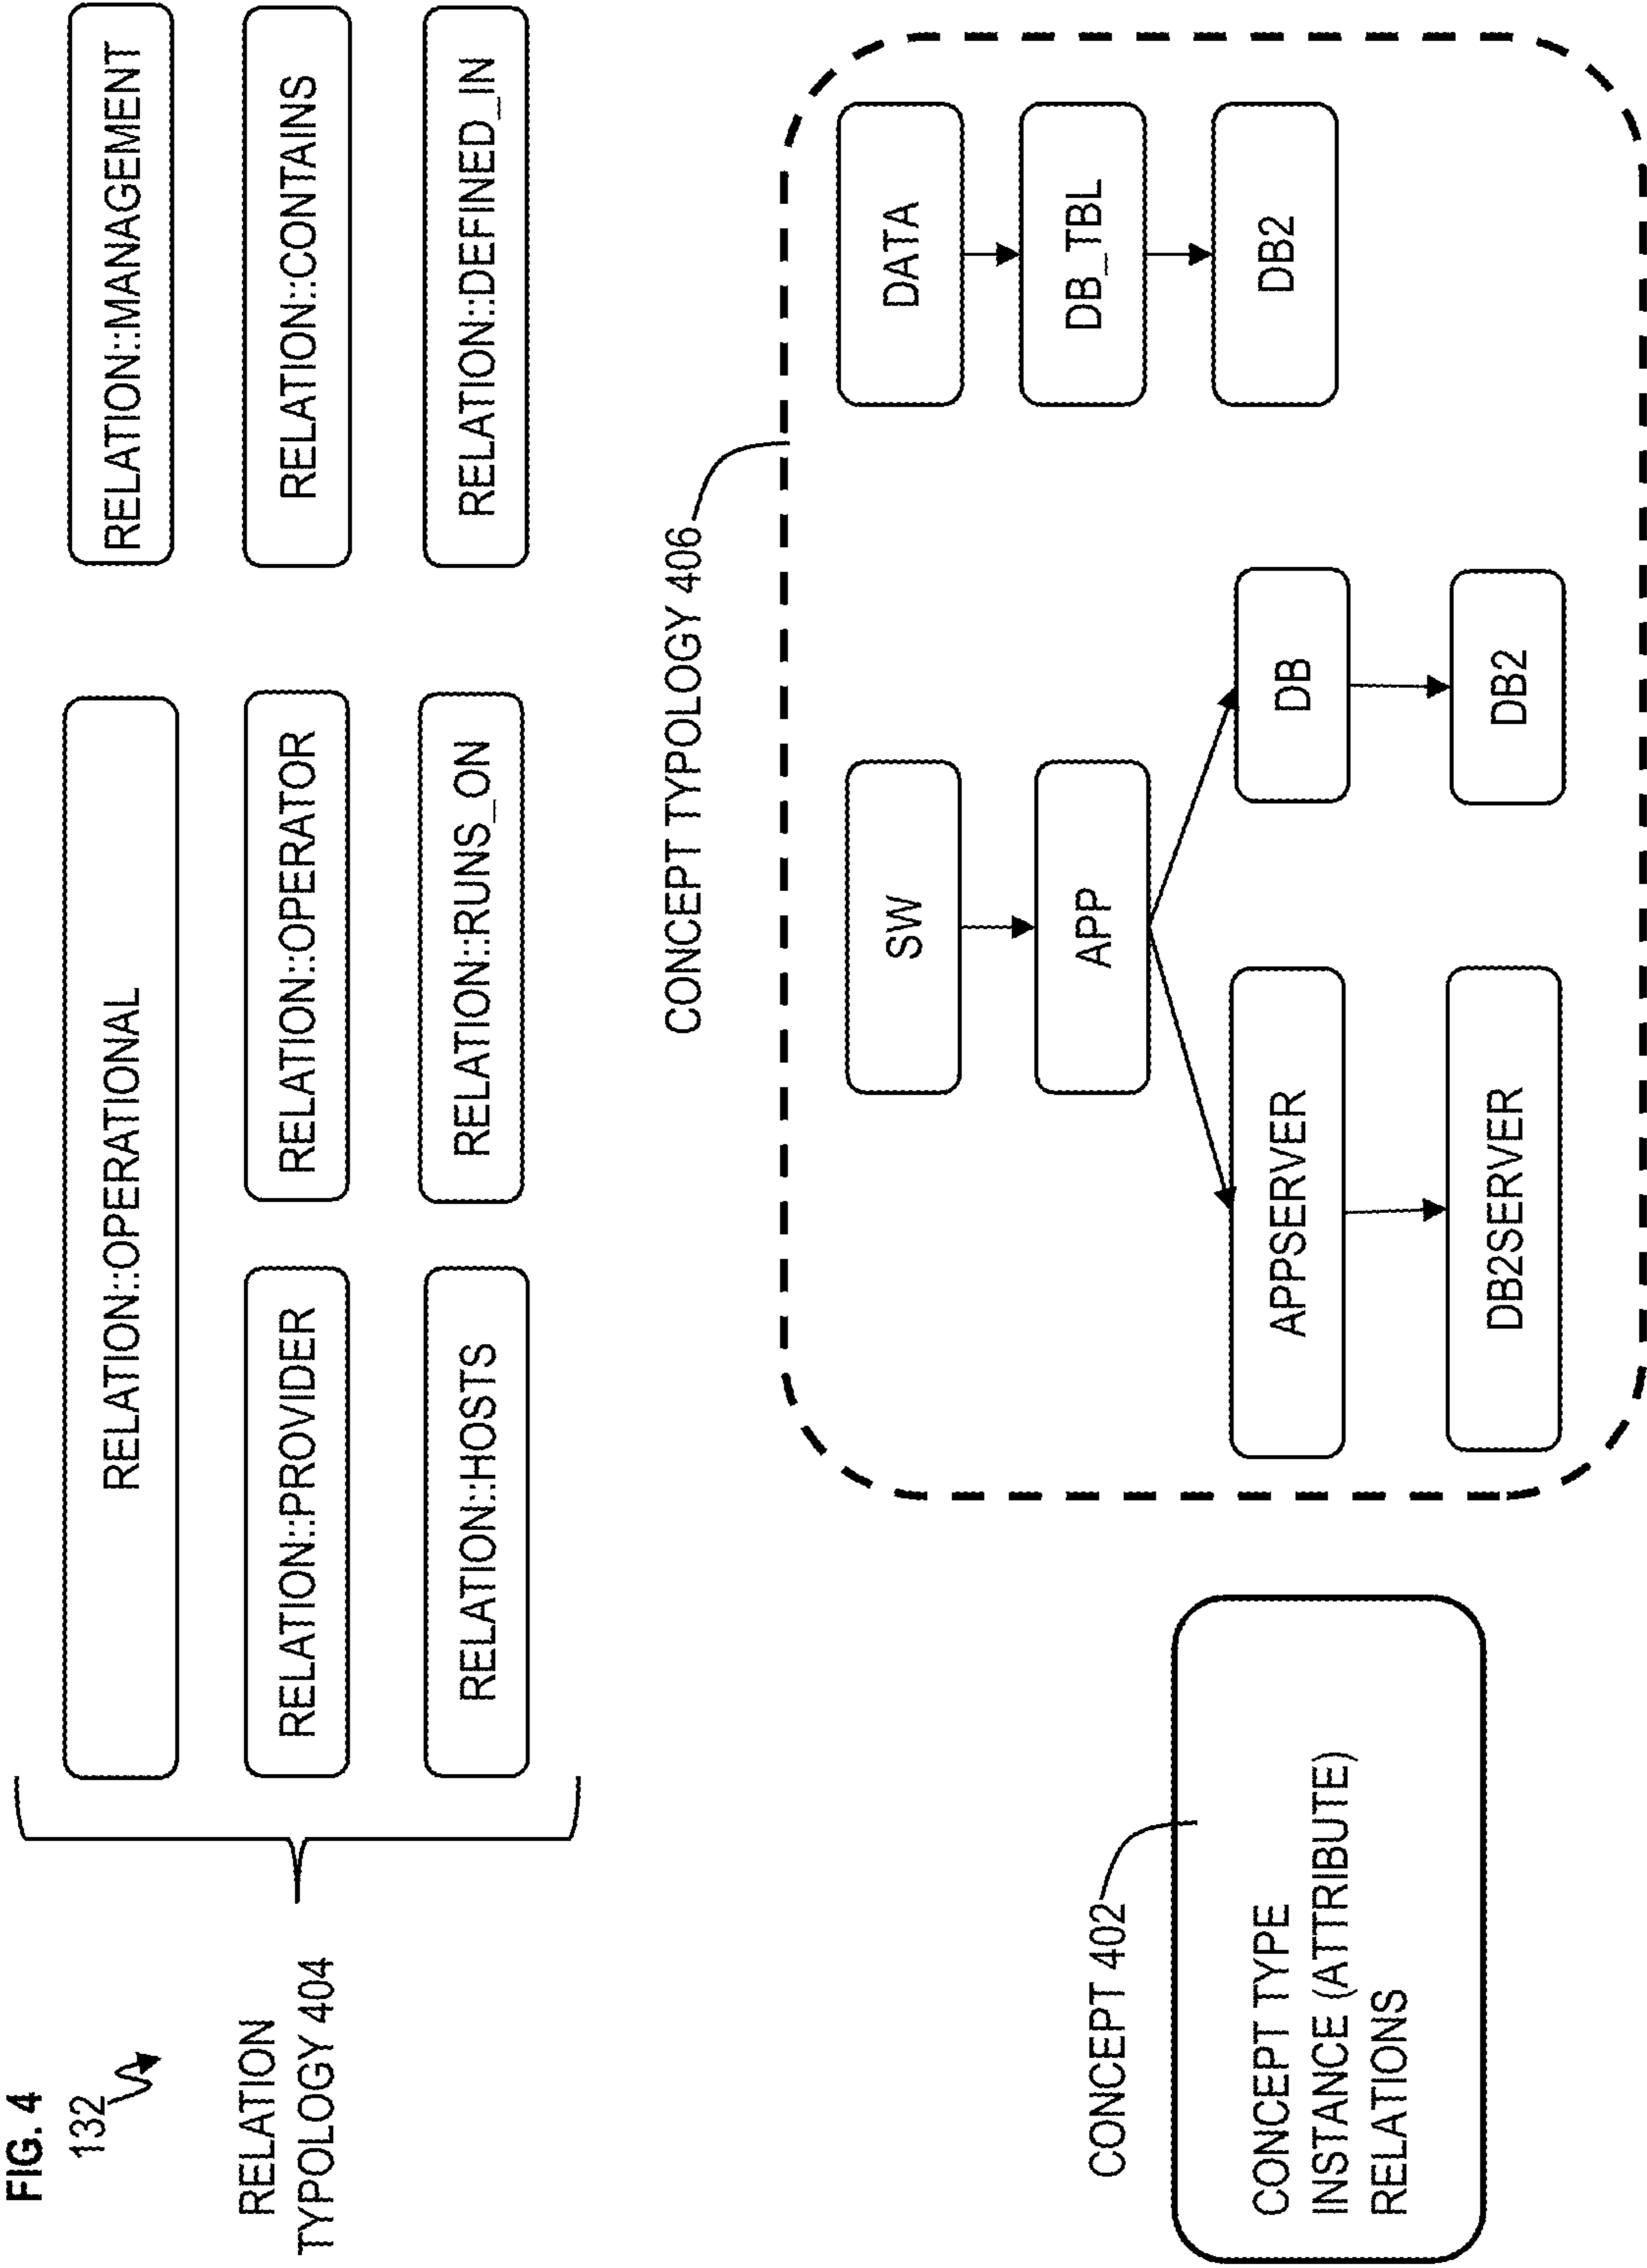 FIG. 4
132
RELATION
TYPOLOGY 404
RELATION::OPERATIONAL
RELATION::MANAGEMENT
RELATION::PROVIDER
RELATION::OPERATOR
RELATION::CONTAINS
RELATION::HOSTS
RELATION::RUNS_ON
RELATION::DEFINED_IN
CONCEPT TYPOLOGY 406
SW
DATA
APP
DB_TBL
APPSERVER
DB
DB2
DB2SERVER
DB2
CONCEPT 402
CONCEPT TYPE
INSTANCE (ATTRIBUTE)
RELATIONS